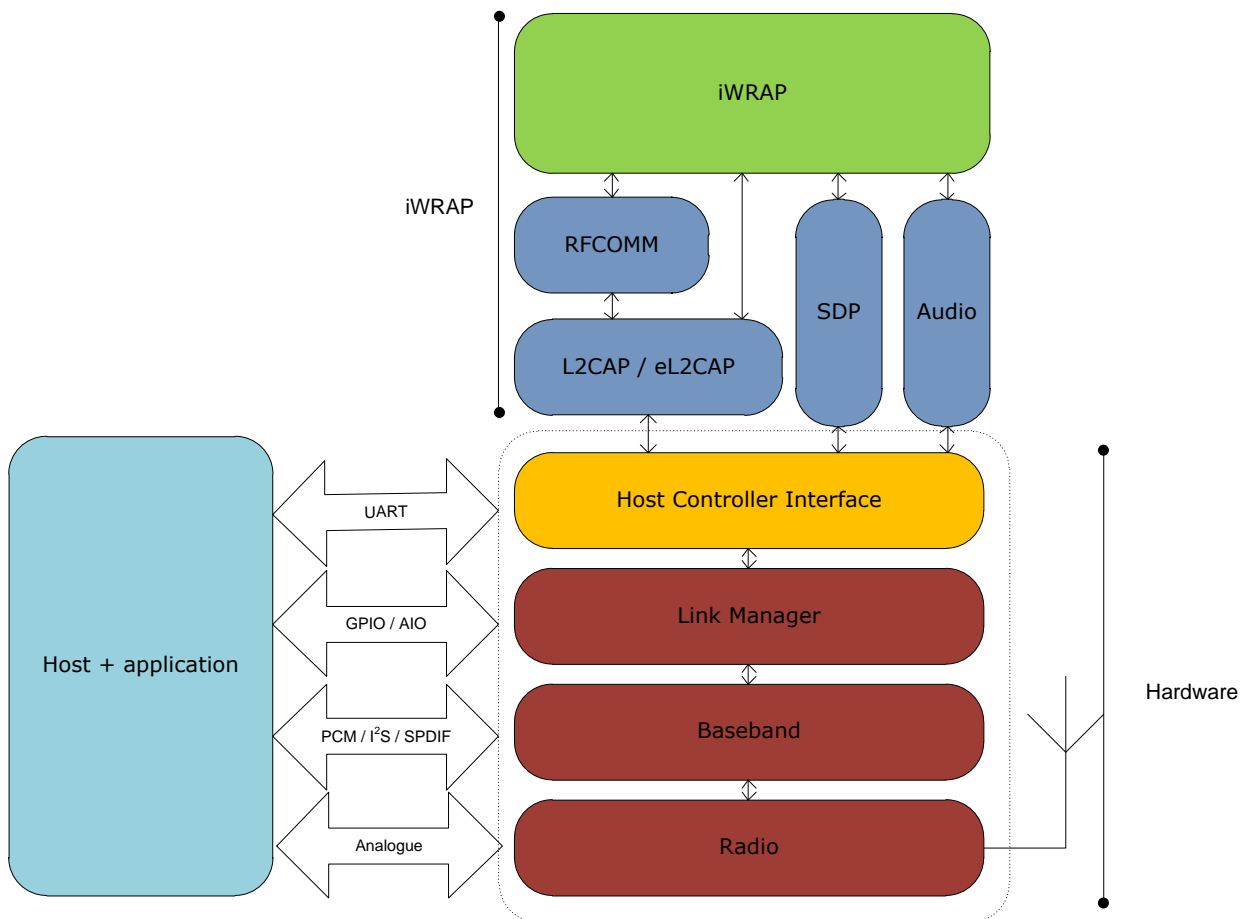 iWRAP
iWRAP
RFCOMM
SDP
Audio
L2CAP / eL2CAP
Host Controller Interface
UART
Link Manager
GPIO / AIO
Host + application
Hardware
Baseband
PCM / I²S / SPDIF
Radio
Analogue